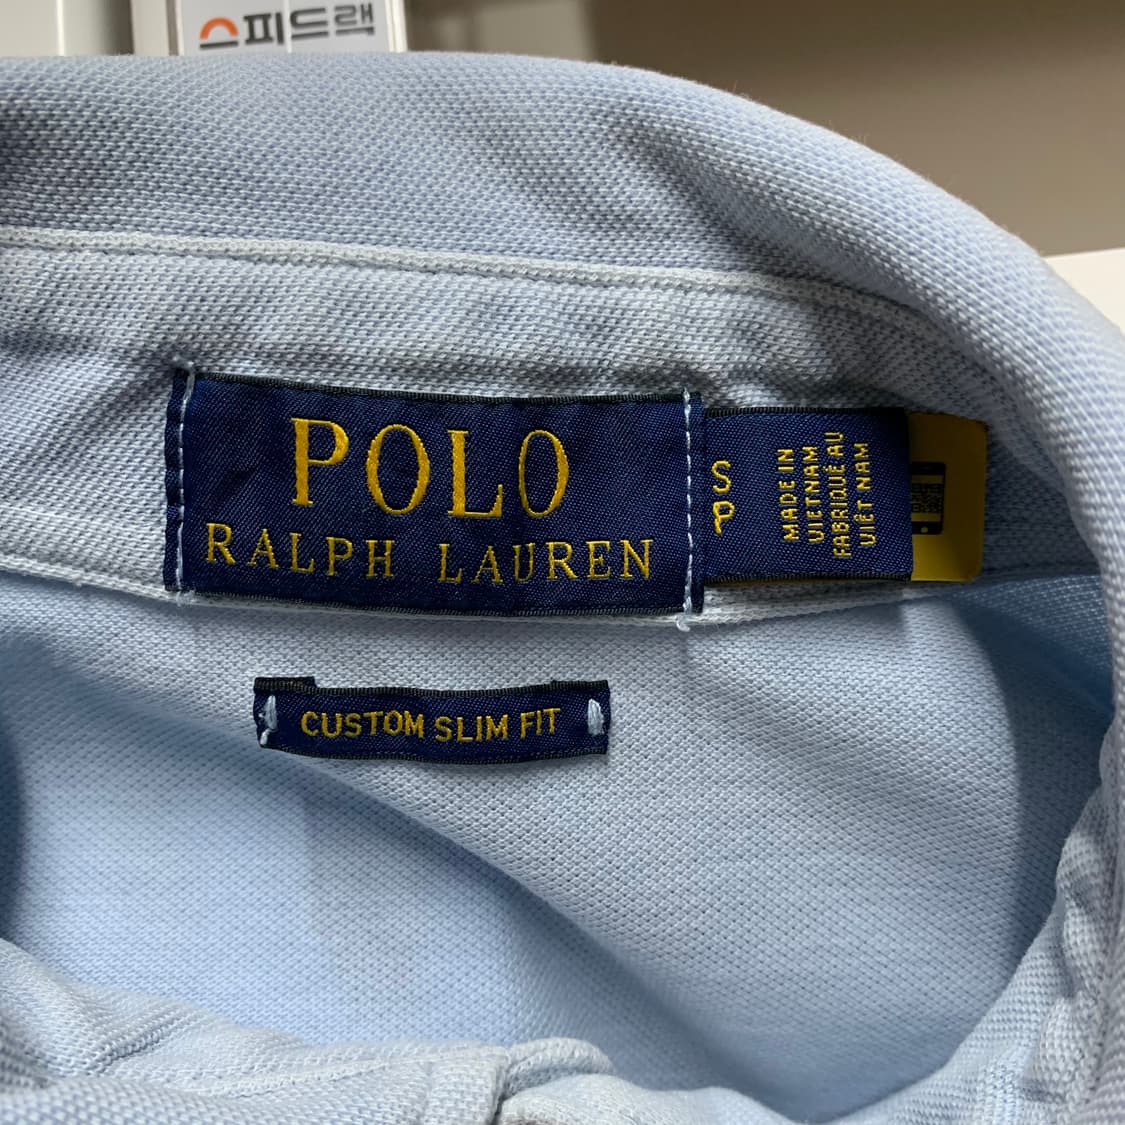 스피드랙
POLO
RALPH LAUREN
S
P
MADE IN
VIETNAM
FABRIQUÉ AU
VIÊT NAM
CUSTOM SLIM FIT